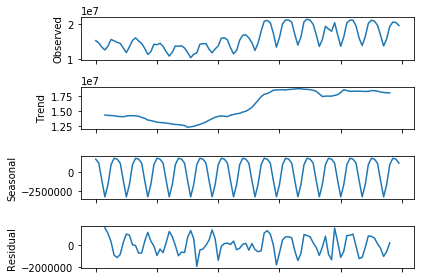 1e7
2
1
Observed
1e7
1.75
1.50
1.25
Trend
0
−2500000
Seasonal
0
−2000000
Residual